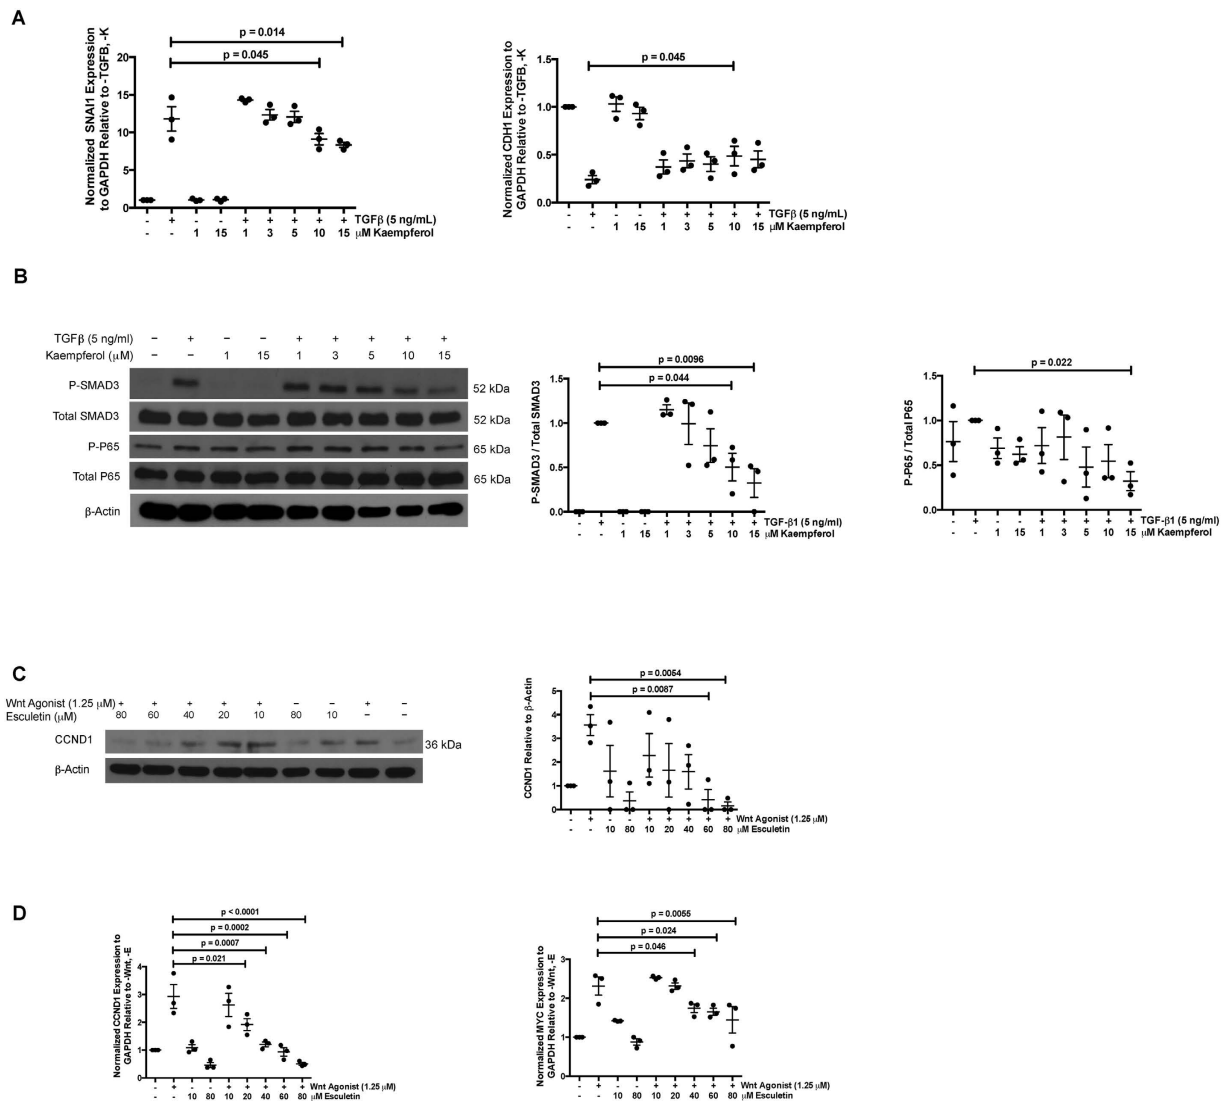 A
Normalized SNAI1 Expression
to GAPDH Relative to -TGFB, -K
20
15
10
5
0
p = 0.014
p = 0.045
- + - - + + + + + TGFβ (5 ng/mL)
- - 1 15 1 3 5 10 15 μM Kaempferol
Normalized CDH1 Expression to
GAPDH Relative to -TGFB, -K
1.5
1.0
0.5
0.0
p = 0.045
- + - - + + + + + TGFβ (5 ng/mL)
- - 1 15 1 3 5 10 15 μM Kaempferol
B
TGFβ (5 ng/ml) – + – – + + + + +
Kaempferol (μM) – – 1 15 1 3 5 10 15
P-SMAD3 52 kDa
Total SMAD3 52 kDa
P-P65 65 kDa
Total P65 65 kDa
β-Actin
P-SMAD3 / Total SMAD3
1.5
1.0
0.5
0.0
p = 0.0096
p = 0.044
- + - - + + + + + TGF-β1 (5 ng/ml)
- - 1 15 1 3 5 10 15 μM Kaempferol
P-P65 / Total P65
1.5
1.0
0.5
0.0
p = 0.022
- + - - + + + + + TGF-β1 (5 ng/ml)
- - 1 15 1 3 5 10 15 μM Kaempferol
C
Wnt Agonist (1.25 μM) + + + + + – – + –
Esculetin (μM) 80 60 40 20 10 80 10 – –
CCND1 36 kDa
β-Actin
CCND1 Relative to β-Actin
5
4
3
2
1
0
p = 0.0054
p = 0.0087
- + - - + + + + + Wnt Agonist (1.25 μM)
- - 10 80 10 20 40 60 80 μM Esculetin
D
Normalized CCND1 Expression to
GAPDH Relative to -Wnt, -E
4
3
2
1
0
p < 0.0001
p = 0.0002
p = 0.0007
p = 0.021
- + - - + + + + + Wnt Agonist (1.25 μM)
- - 10 80 10 20 40 60 80 μM Esculetin
Normalized MYC Expression to
GAPDH Relative to -Wnt, -E
3
2
1
0
p = 0.0055
p = 0.024
p = 0.046
- + - - + + + + + Wnt Agonist (1.25 μM)
- - 10 80 10 20 40 60 80 μM Esculetin